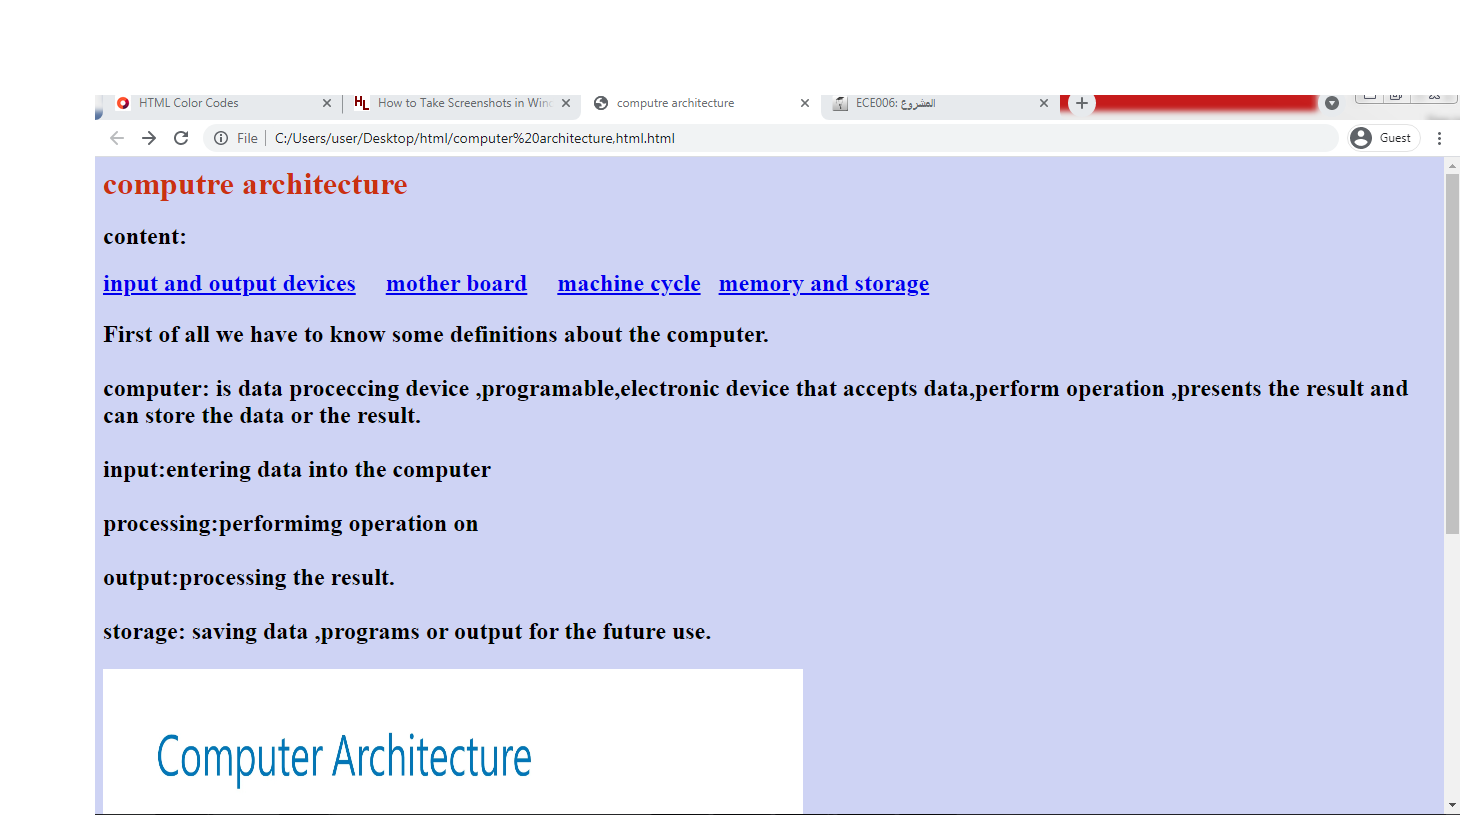 HTML Color Codes
How to Take Screenshots in Wind
computre architecture
ECE006: المشروع
File
C:/Users/user/Desktop/html/computer%20architecture,html.html
Guest
computre architecture
content:
input and output devices mother board machine cycle memory and storage
First of all we have to know some definitions about the computer.
computer: is data proceccing device ,programable,electronic device that accepts data,perform operation ,presents the result and
can store the data or the result.
input:entering data into the computer
processing:performimg operation on
output:processing the result.
storage: saving data ,programs or output for the future use.
Computer Architecture